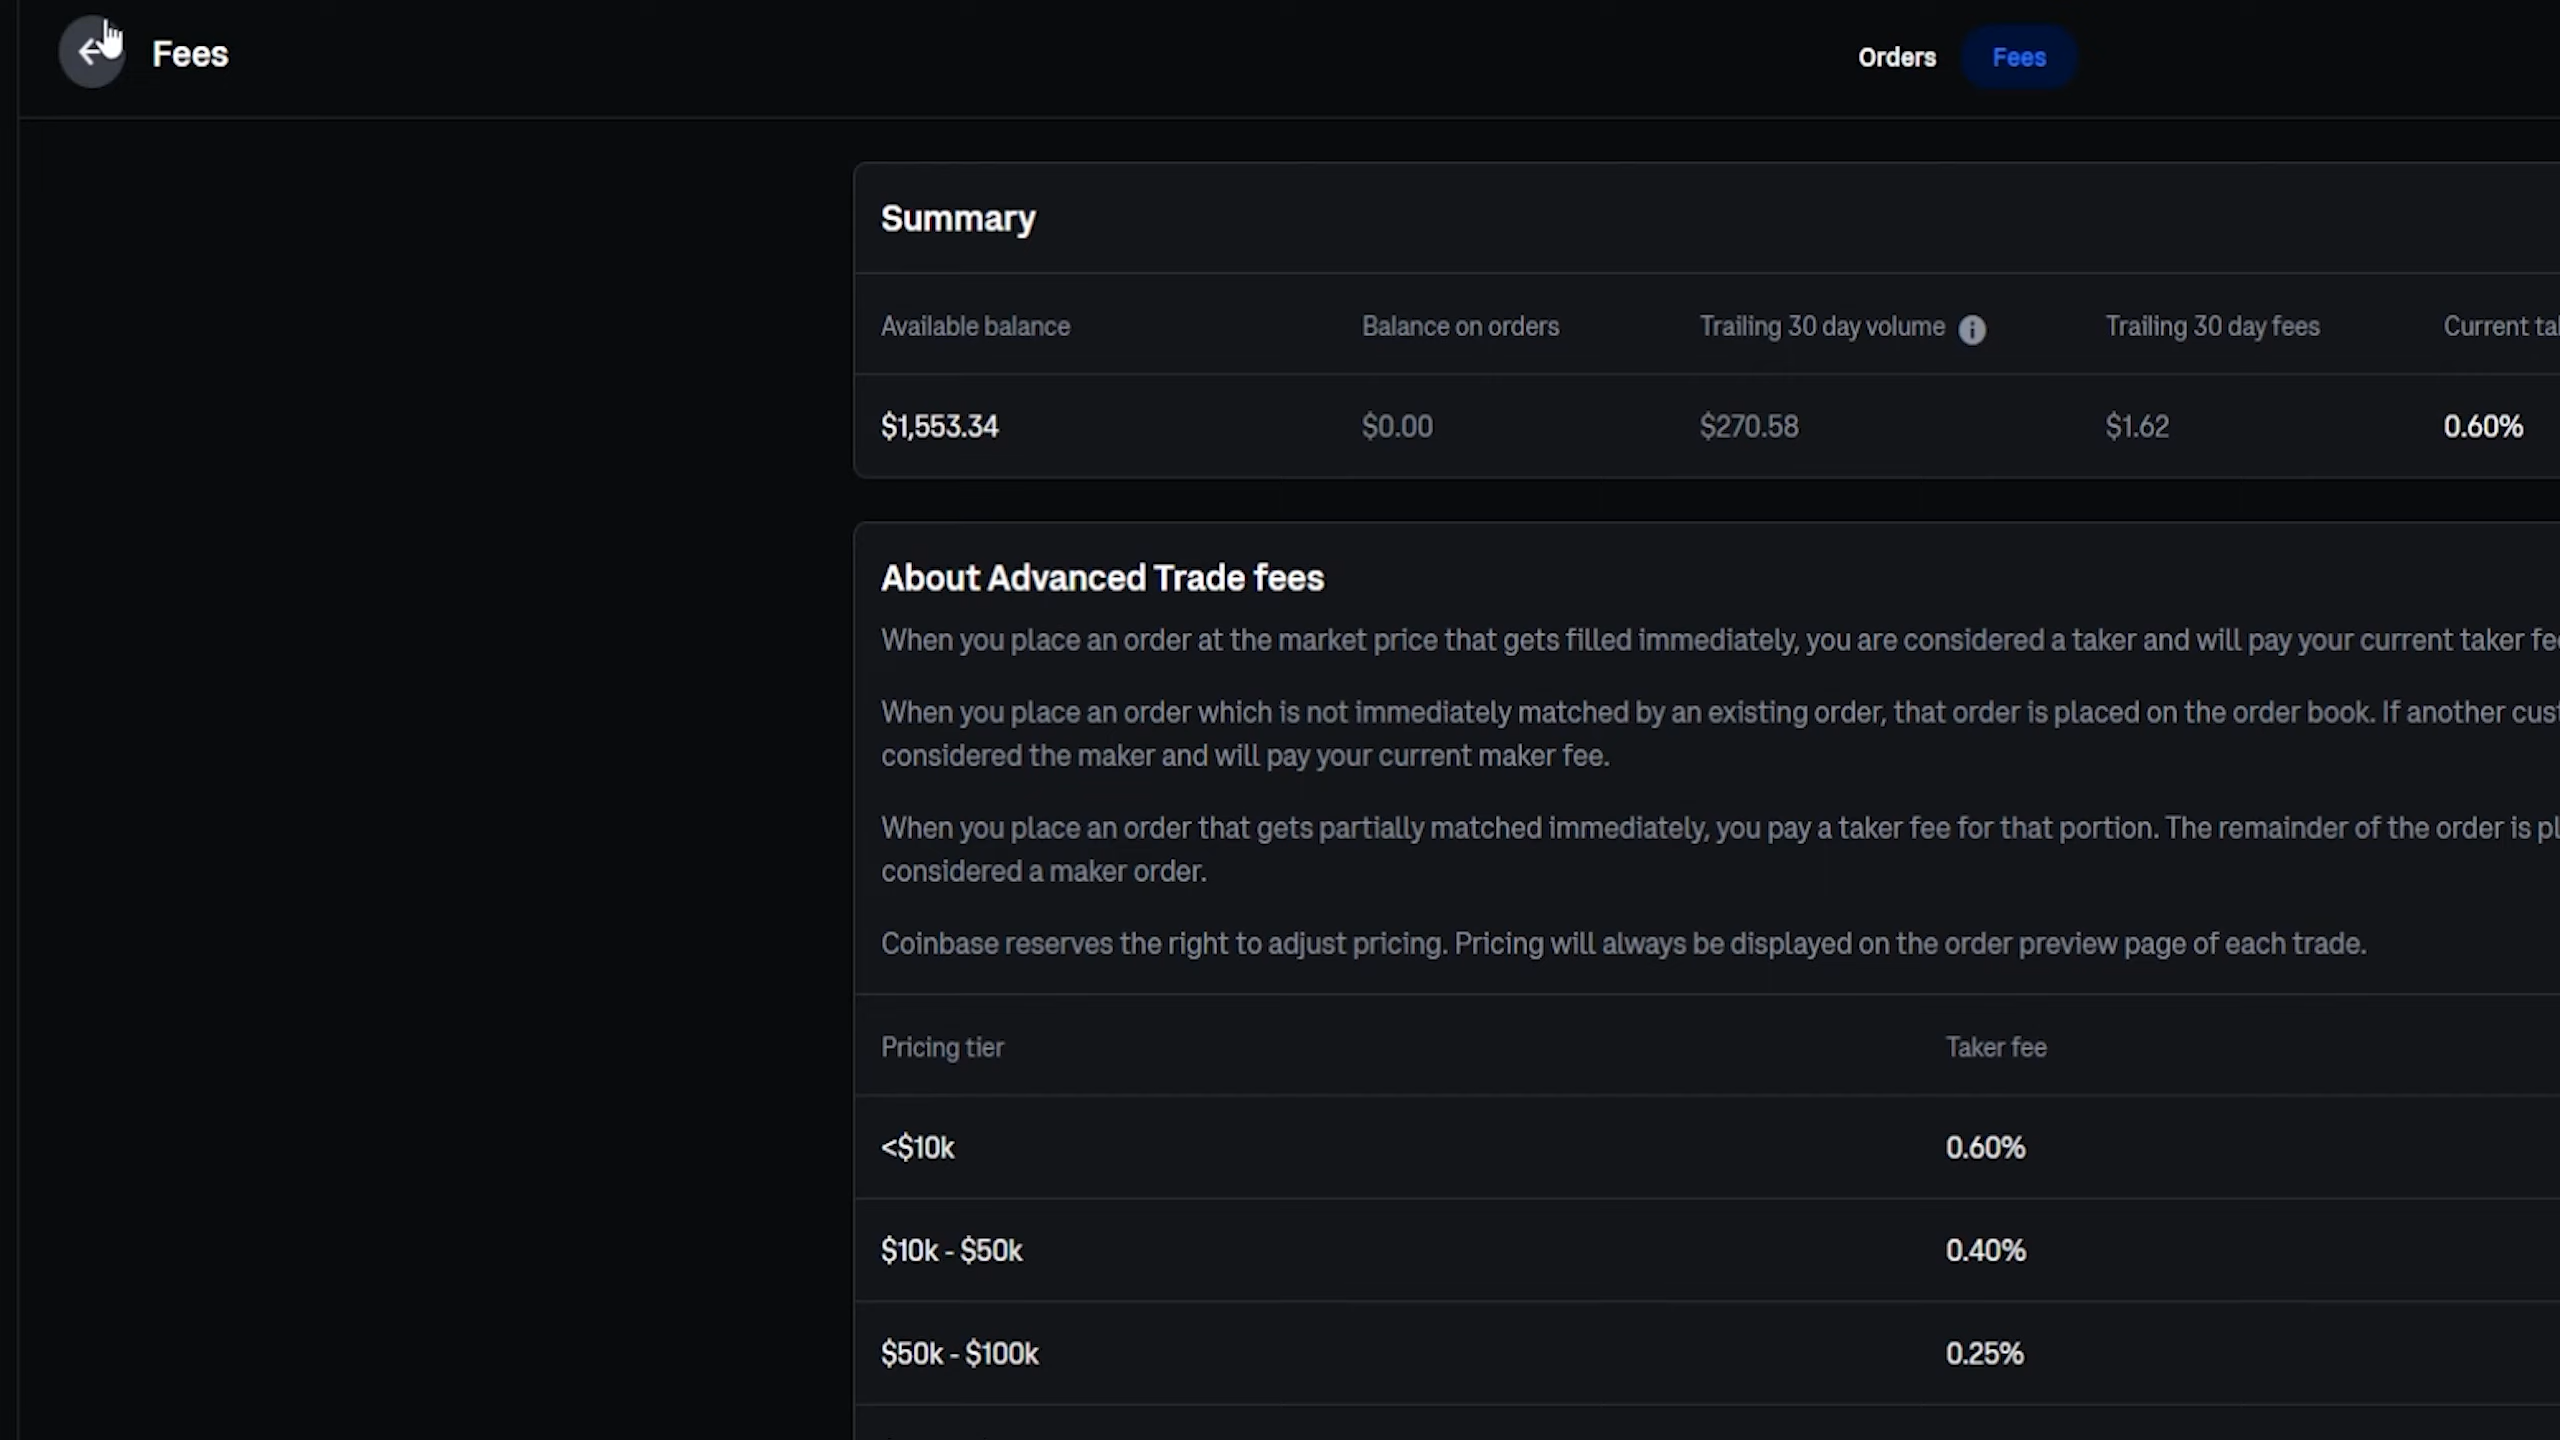 Fees
Orders
Fees
Summary
Available balance
Balance on orders
Trailing 30 day volume
Trailing 30 day fees
Current
$1,553.34
$0.00
$270.58
$1.62
0.60%
About Advanced Trade fees
When you place an order at the market price that gets filled immediately, you are considered a taker and will pay your current taker
When you place an order which is not immediately matched by an existing order, that order is placed on the order book. If another
considered the maker and will pay your current maker fee.
When you place an order that gets partially matched immediately, you pay a taker fee for that portion. The remainder of the order is
considered a maker order.
Coinbase reserves the right to adjust pricing. Pricing will always be displayed on the order preview page of each trade.
Pricing tier
Taker fee
<$10k
0.60%
$10k - $50k
0.40%
$50k - $100k
0.25%